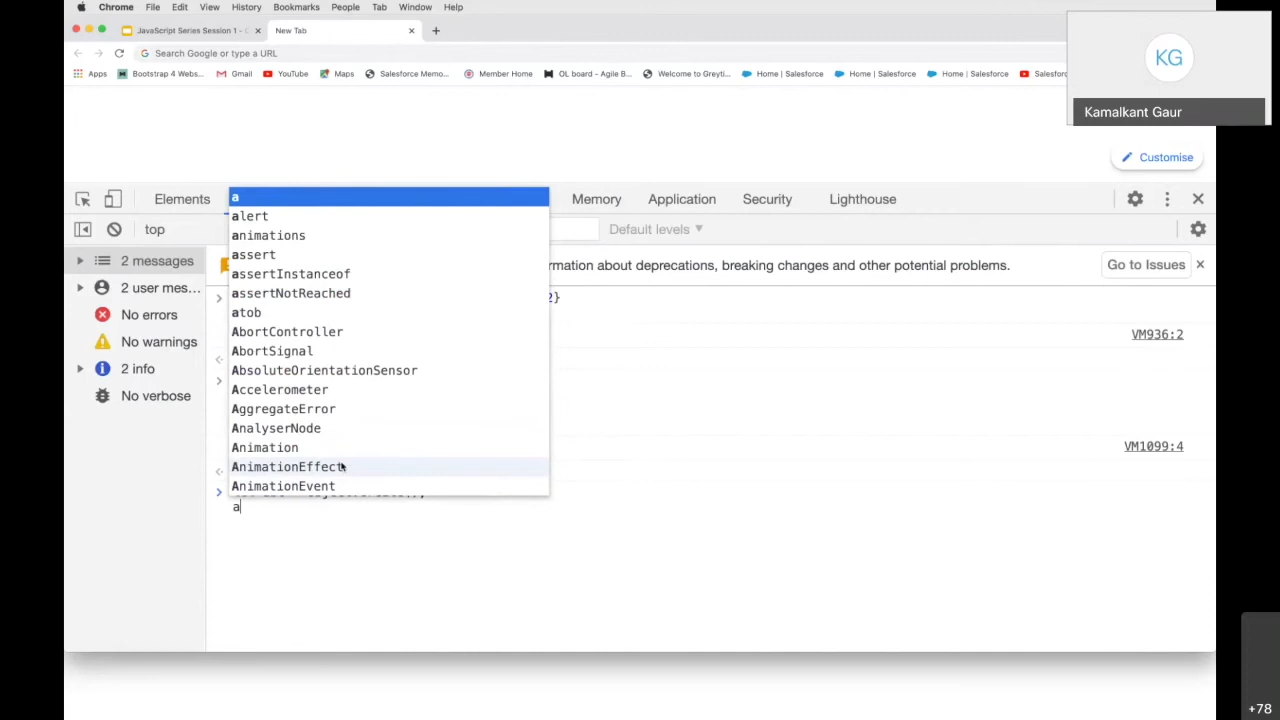 Chrome File Edit View History Bookmarks People Tab Window Help
JavaScript Series Session 1 - New Tab
Search Google or type a URL
Apps Bootstrap 4 Web... Gmail YouTube Maps Salesforce Memo... Member Home OL board - Agile B... Welcome to Greyti... Home | Salesforce Home | Salesforce Home | Salesforce Salesfor
KG
Kamalkant Gaur
Customise
Elements Memory Application Security Lighthouse
top Default levels ▼
a
alert
animations
assert
assertInstanceof
assertNotReached
atob
AbortController
AbortSignal
AbsoluteOrientationSensor
Accelerometer
AggregateError
AnalyserNode
Animation
AnimationEffect
AnimationEvent
2 messages
2 user mes...
No errors
No warnings
2 info
No verbose
rmation about deprecations, breaking changes and other potential problems. Go to Issues
2}
VM936:2
VM1099:4
a
+78